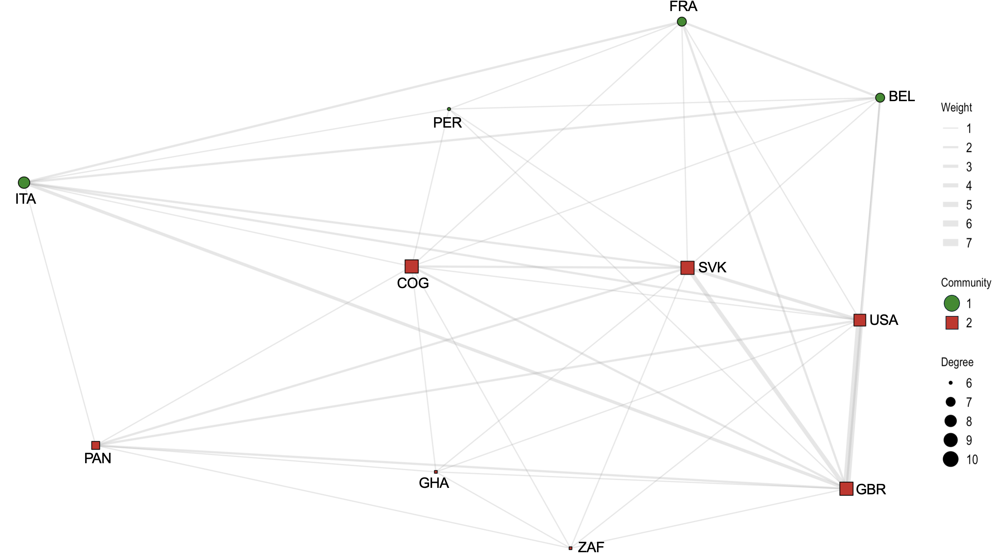 FRA
BEL
PER
ITA
COG
SVK
USA
PAN
GHA
GBR
ZAF
Weight
1
2
3
4
5
6
7
Community
1
2
Degree
6
7
8
9
10